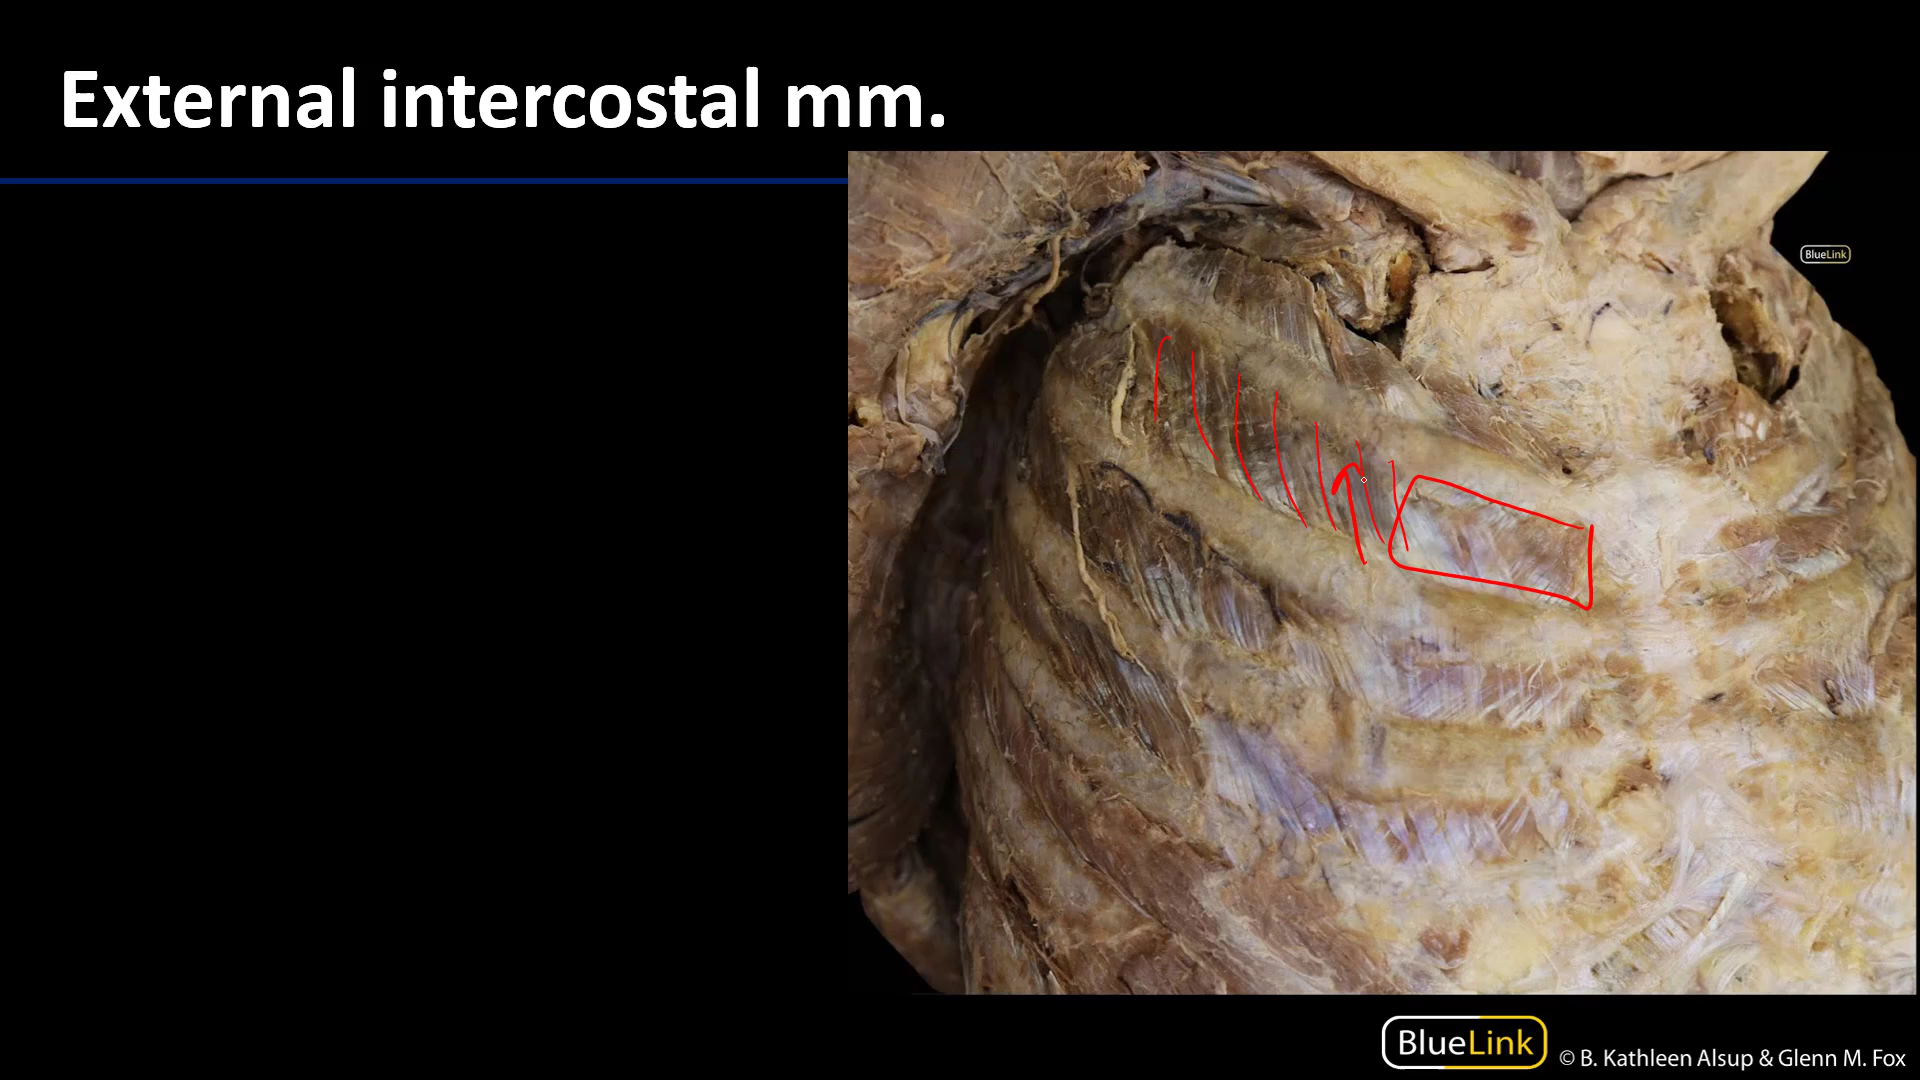 External intercostal mm.
BlueLink
BlueLink
© B. Kathleen Alsup & Glenn M. Fox